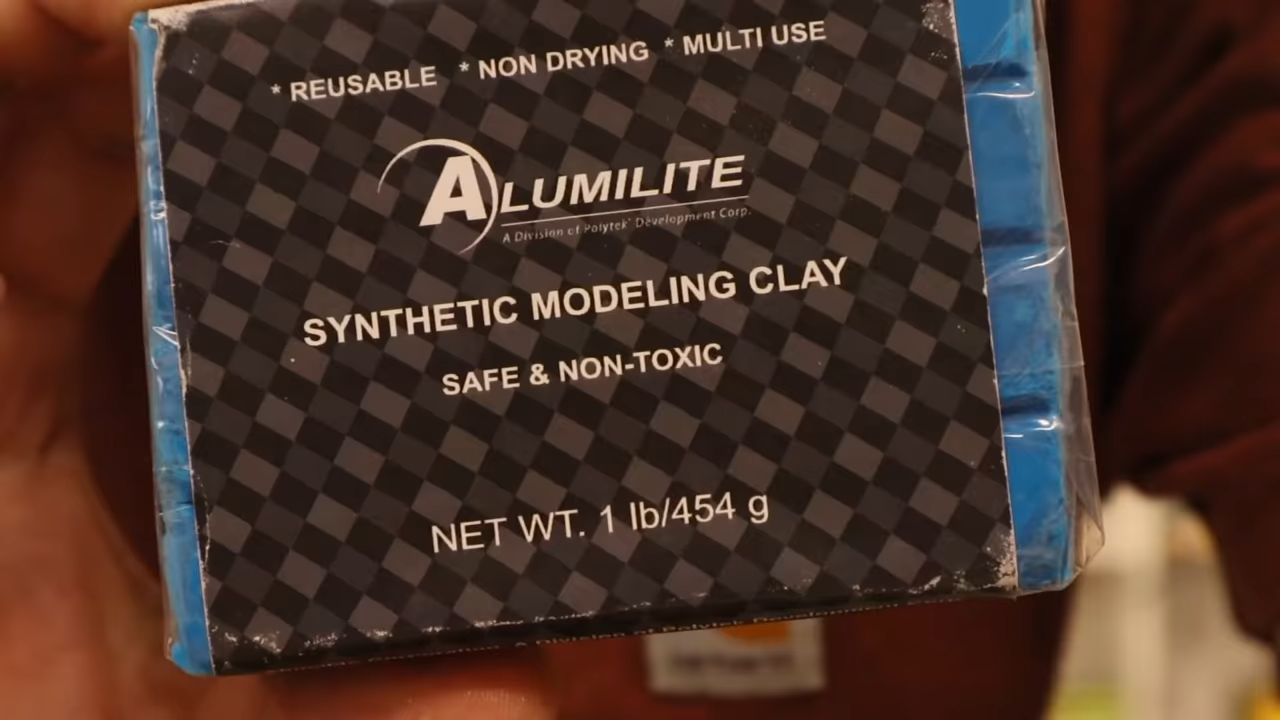 * REUSABLE * NON DRYING * MULTI USE
ALUMILITE
A Division of Polytek® Development Corp.
SYNTHETIC MODELING CLAY
SAFE & NON-TOXIC
NET WT. 1 lb/454 g